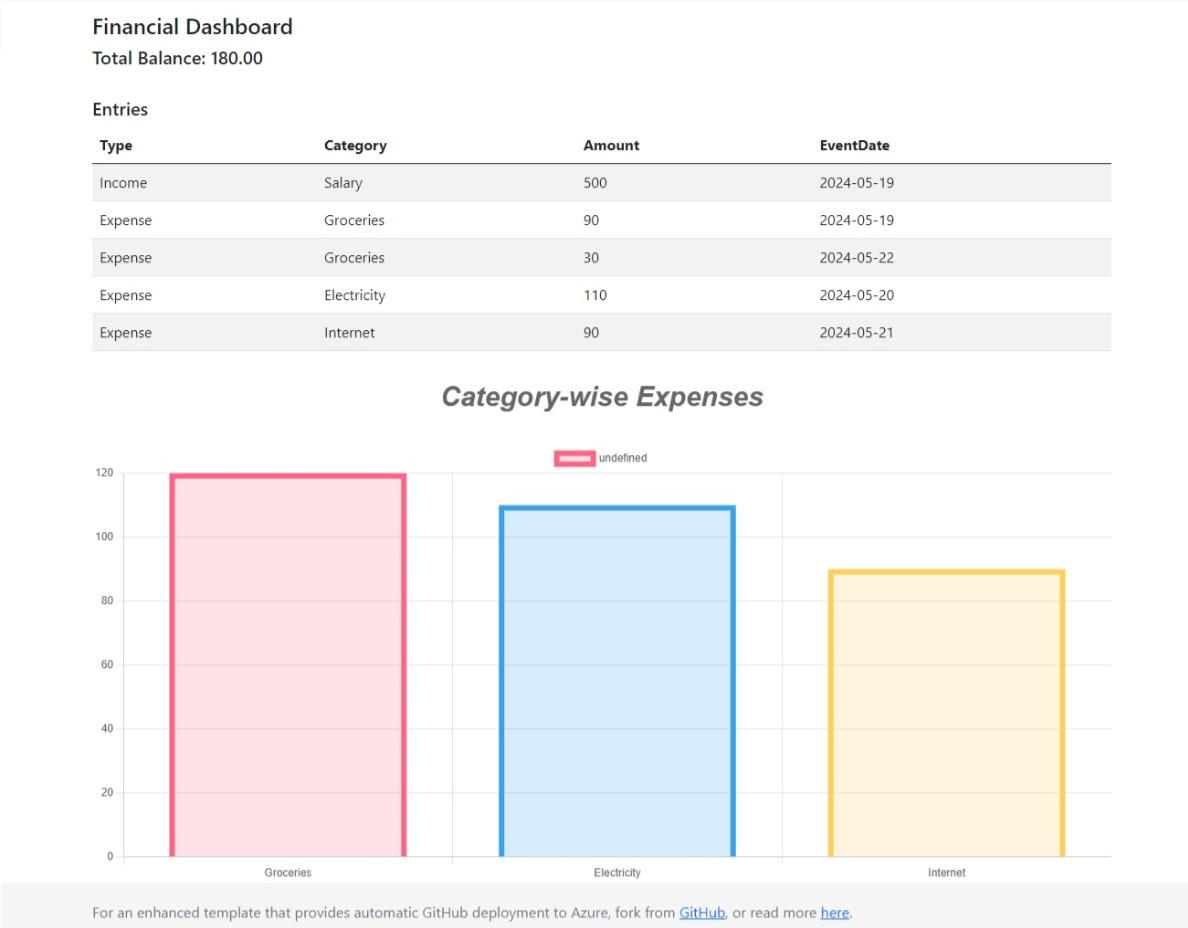 Financial Dashboard
Total Balance: 180.00
Entries
Type Category Amount EventDate
Income Salary 500 2024-05-19
Expense Groceries 90 2024-05-19
Expense Groceries 30 2024-05-22
Expense Electricity 110 2024-05-20
Expense Internet 90 2024-05-21
Category-wise Expenses
undefined
120
100
80
60
40
20
0
Groceries Electricity Internet
For an enhanced template that provides automatic GitHub deployment to Azure, fork from GitHub, or read more here.